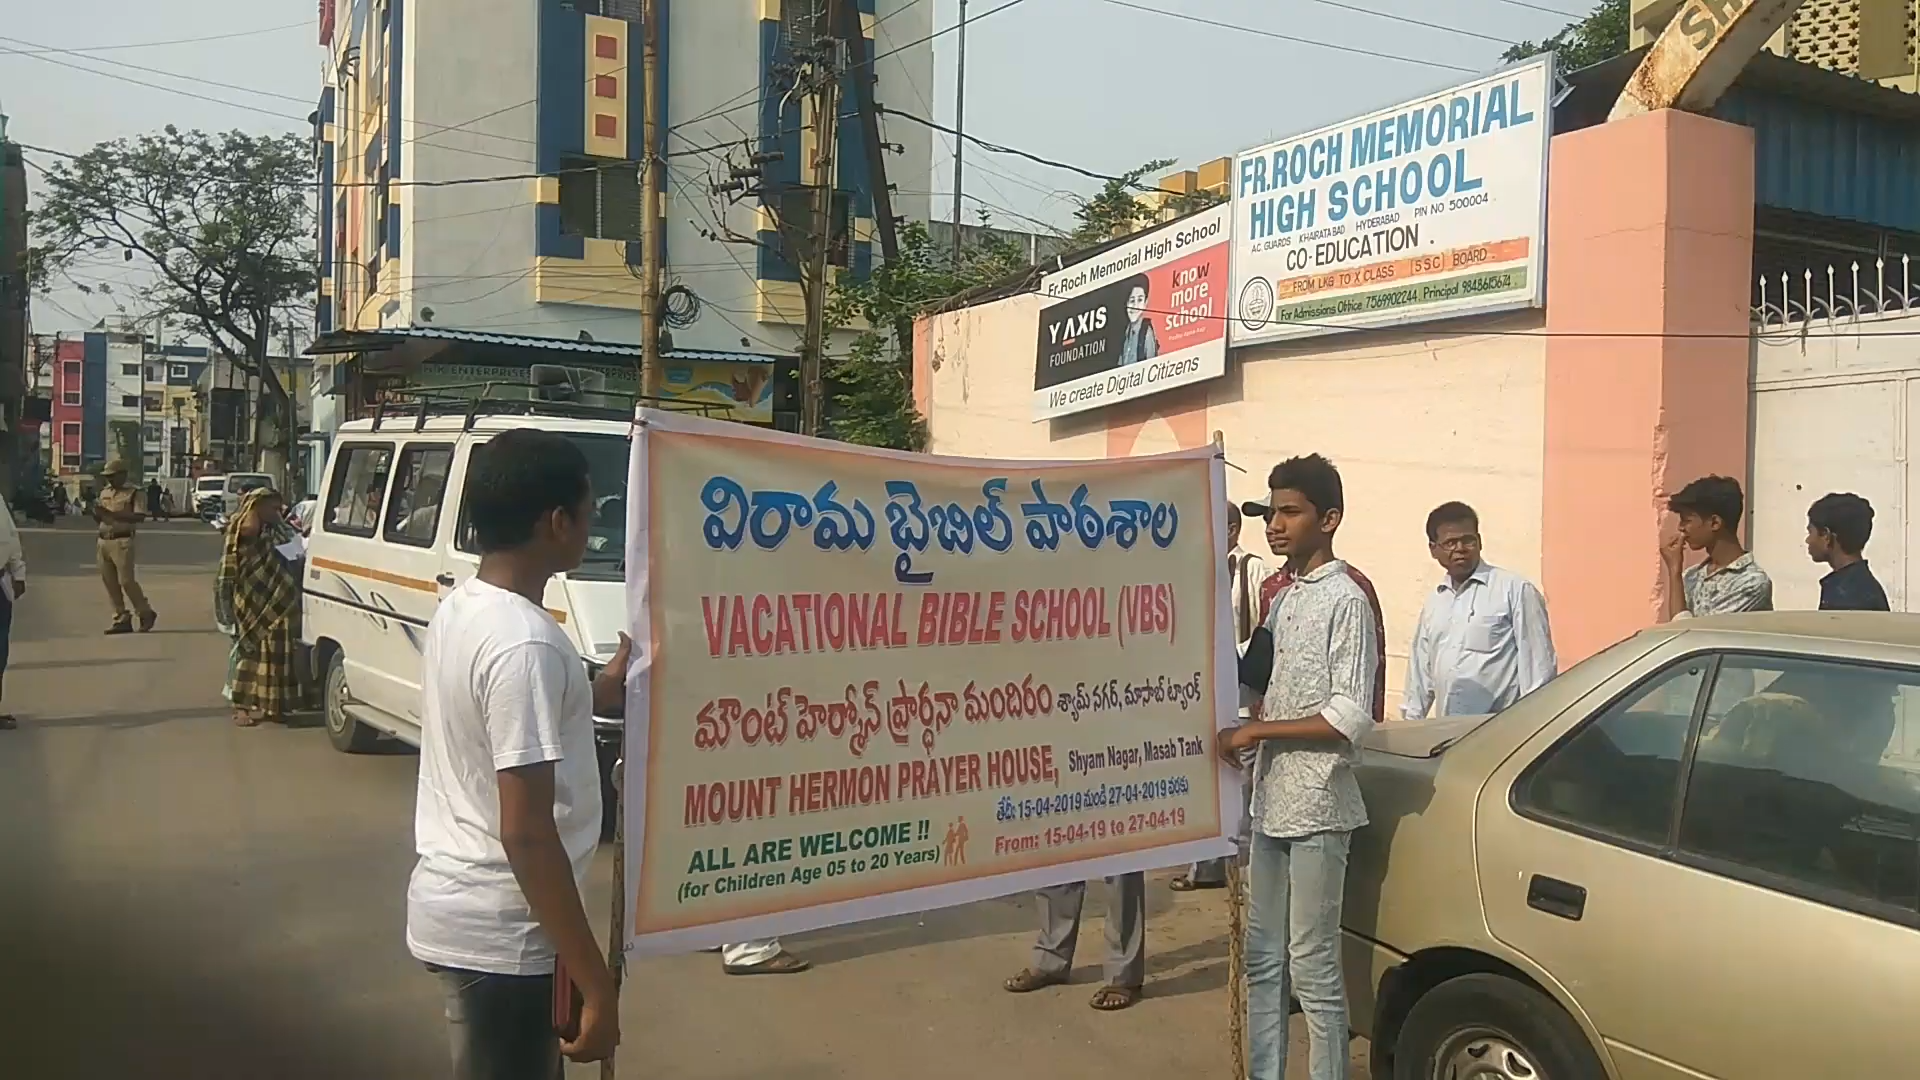 SH
FR.ROCH MEMORIAL
HIGH SCHOOL
A.C. GUARDS KHAIRATABAD HYDERABAD PIN NO 500004.
CO-EDUCATION.
FROM LKG TO X CLASS (SSC) BOARD.
For Admissions Office 7569902244, Principal 9848615674.
Fr.Roch Memorial High School
Y AXIS
FOUNDATION
know
more
school
We create Digital Citizens
ENTERPRISES
విరామ బైబిల్ పాఠశాల
VACATIONAL BIBLE SCHOOL (VBS)
మౌంట్ హెర్మోన్ ప్రార్థనా మందిరం శ్యామ్ నగర్, మాసాబ్ ట్యాంక్
MOUNT HERMON PRAYER HOUSE, Shyam Nagar, Masab Tank
తేదీ: 15-04-2019 నుండి 27-04-2019 వరకు
From: 15-04-19 to 27-04-19
ALL ARE WELCOME !!
(for Children Age 05 to 20 Years)